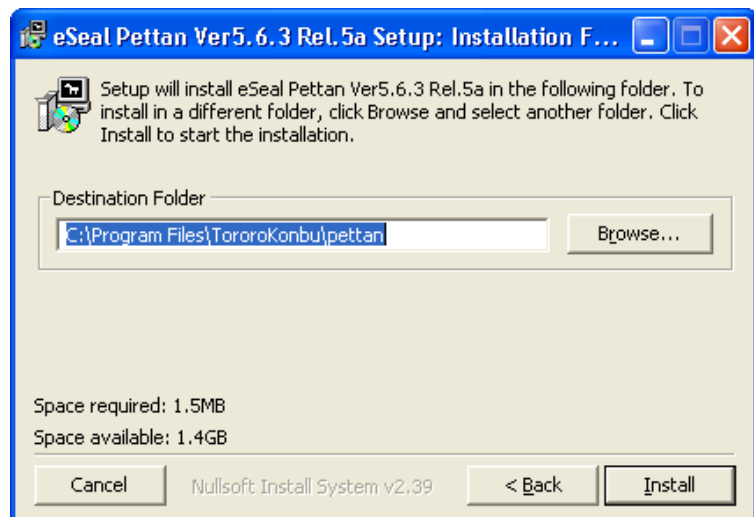 eSeal Pettan Ver5.6.3 Rel.5a Setup: Installation F...
Setup will install eSeal Pettan Ver5.6.3 Rel.5a in the following folder. To
install in a different folder, click Browse and select another folder. Click
Install to start the installation.
Destination Folder
C:\Program Files\TororoKonbu\pettan
Browse...
Space required: 1.5MB
Space available: 1.4GB
Cancel
Nullsoft Install System v2.39
< Back
Install